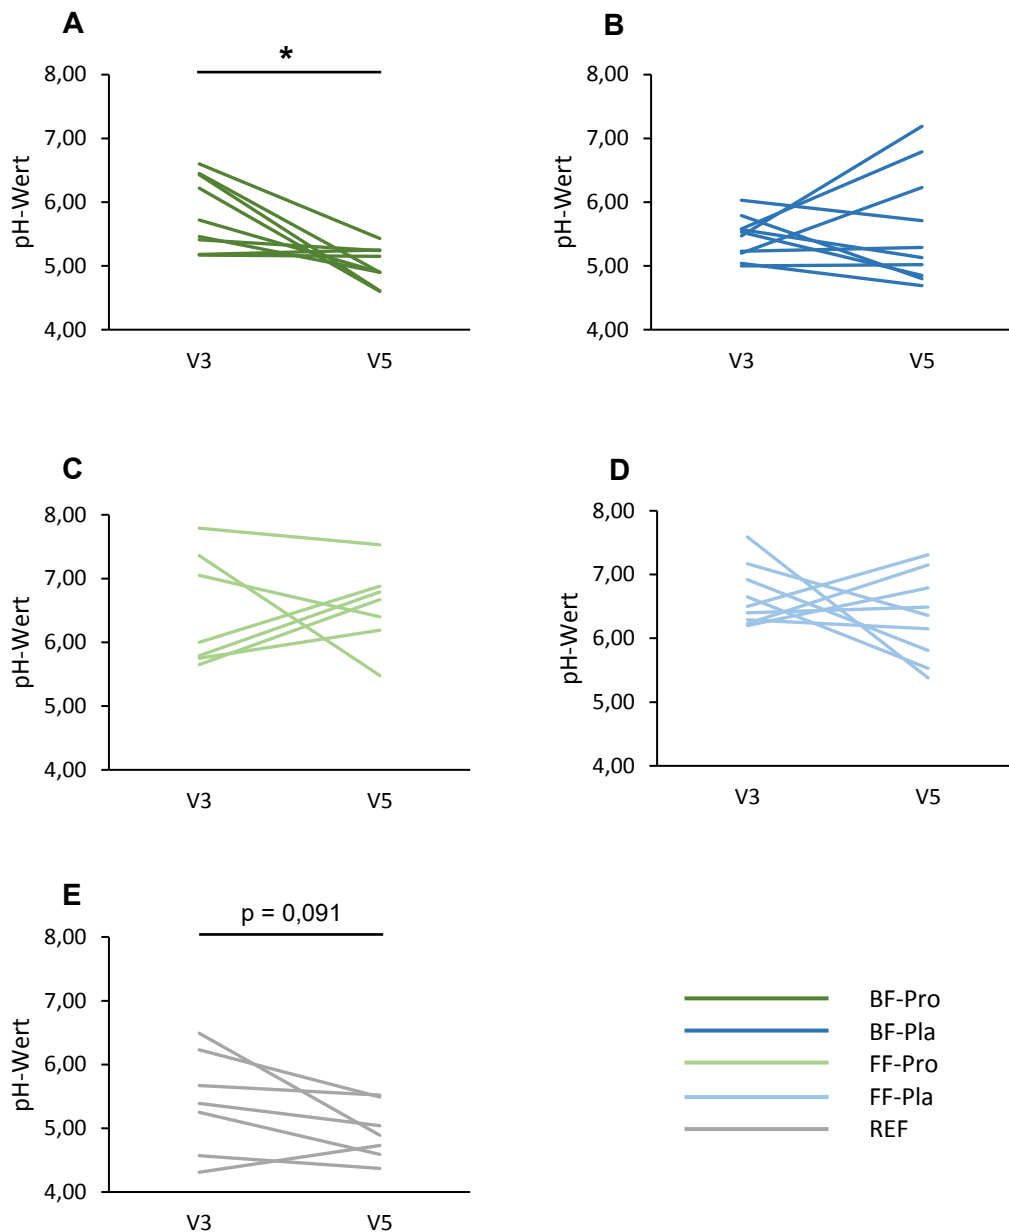 A
*
8,00
7,00
6,00
5,00
4,00
pH-Wert
V3 V5
B
8,00
7,00
6,00
5,00
4,00
pH-Wert
V3 V5
C
8,00
7,00
6,00
5,00
4,00
pH-Wert
V3 V5
D
8,00
7,00
6,00
5,00
4,00
pH-Wert
V3 V5
E
p = 0,091
8,00
7,00
6,00
5,00
4,00
pH-Wert
V3 V5
BF-Pro
BF-Pla
FF-Pro
FF-Pla
REF